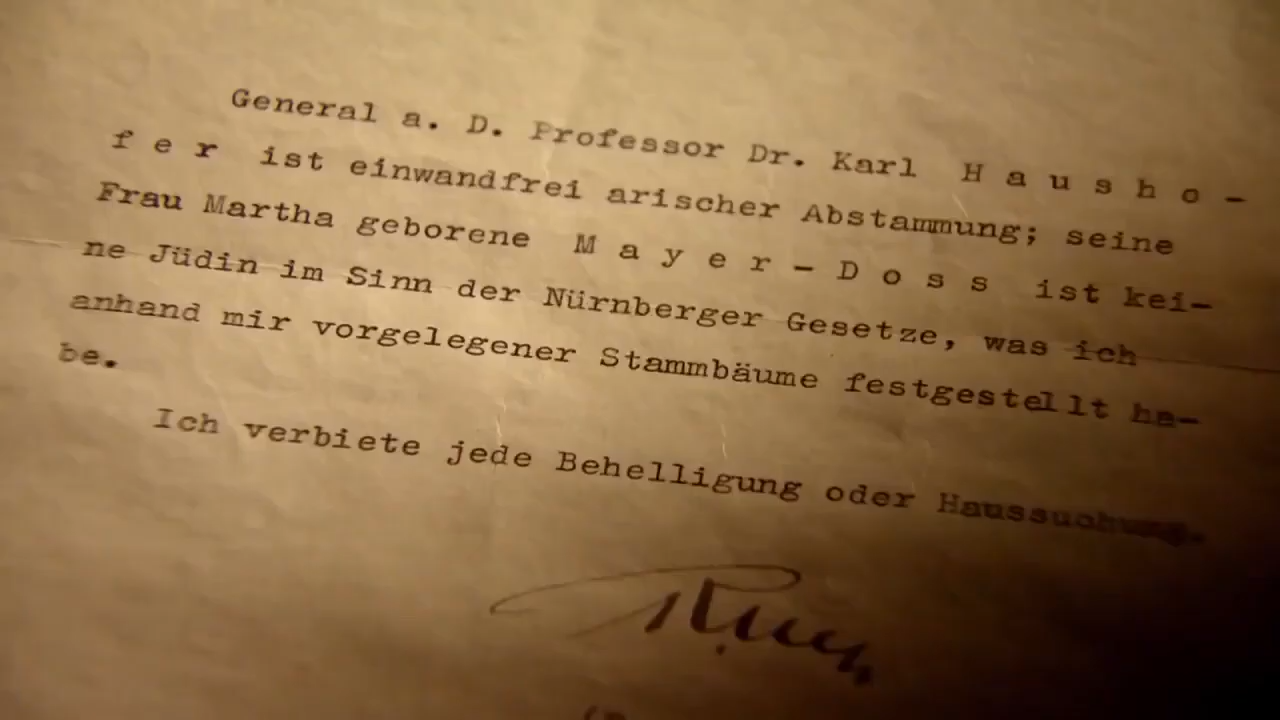 General a. D. Professor Dr. Karl H a u s h o -
f e r ist einwandfrei arischer Abstammung; seine
Frau Martha geborene M a y e r - D o s s ist kei-
ne Jüdin im Sinn der Nürnberger Gesetze, was ich
anhand mir vorgelegener Stammbäume festgestellt ha-
be.
Ich verbiete jede Behelligung oder Haussuchung.